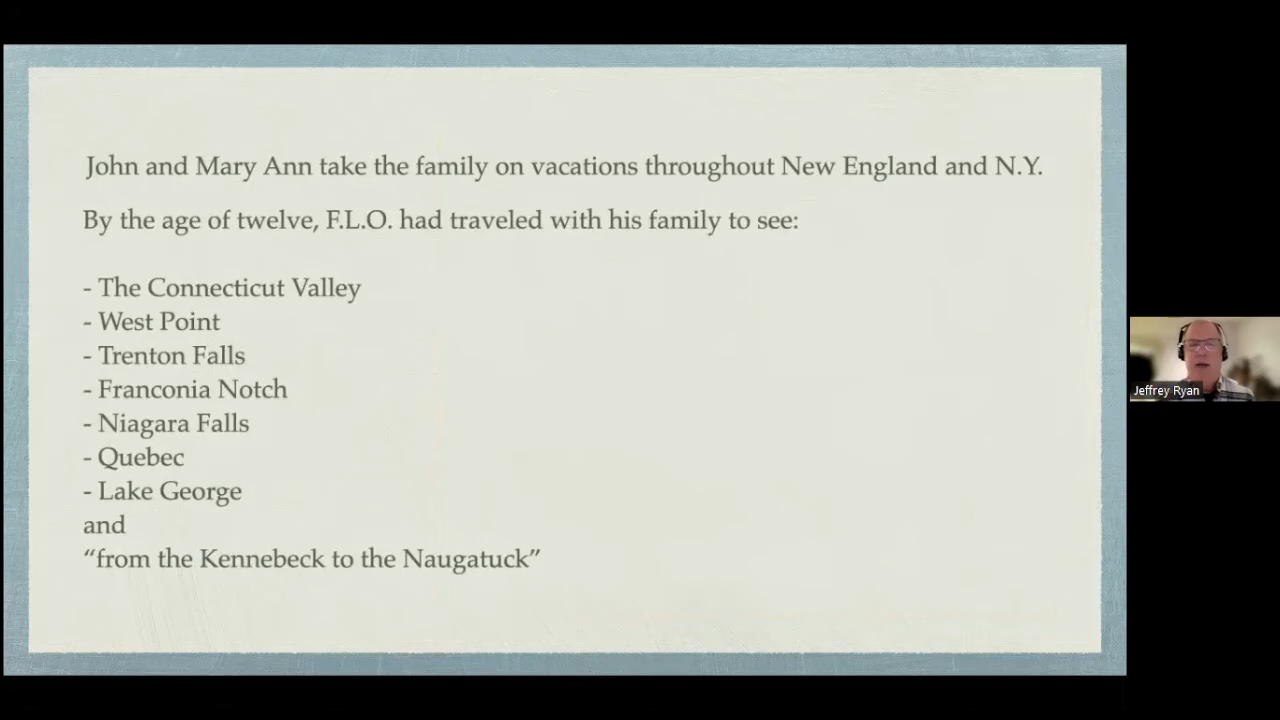 John and Mary Ann take the family on vacations throughout New England and N.Y.
By the age of twelve, F.L.O. had traveled with his family to see:
- The Connecticut Valley
- West Point
- Trenton Falls
- Franconia Notch
- Niagara Falls
- Quebec
- Lake George
and
“from the Kennebeck to the Naugatuck”
Jeffrey Ryan